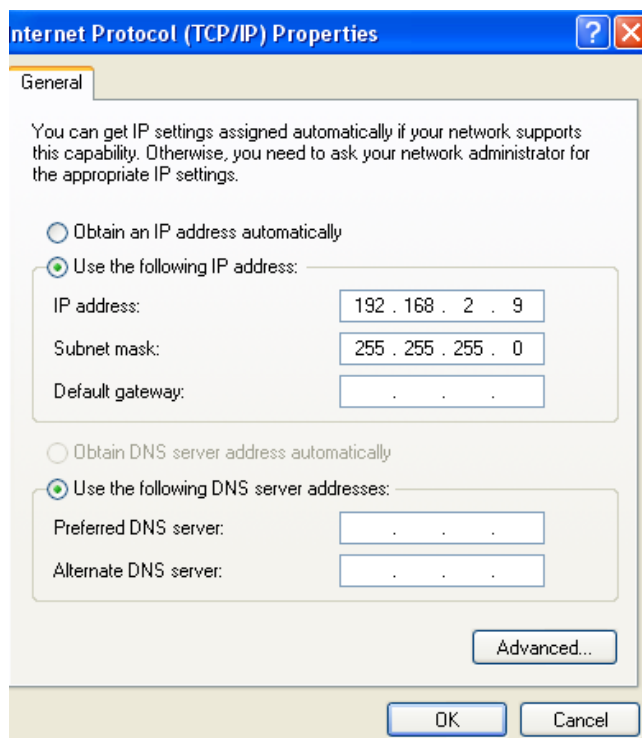 nternet Protocol (TCP/IP) Properties
General
You can get IP settings assigned automatically if your network supports
this capability. Otherwise, you need to ask your network administrator for
the appropriate IP settings.
Obtain an IP address automatically
Use the following IP address:
IP address: 192 . 168 . 2 . 9
Subnet mask: 255 . 255 . 255 . 0
Default gateway: . . .
Obtain DNS server address automatically
Use the following DNS server addresses:
Preferred DNS server: . . .
Alternate DNS server: . . .
Advanced...
OK Cancel